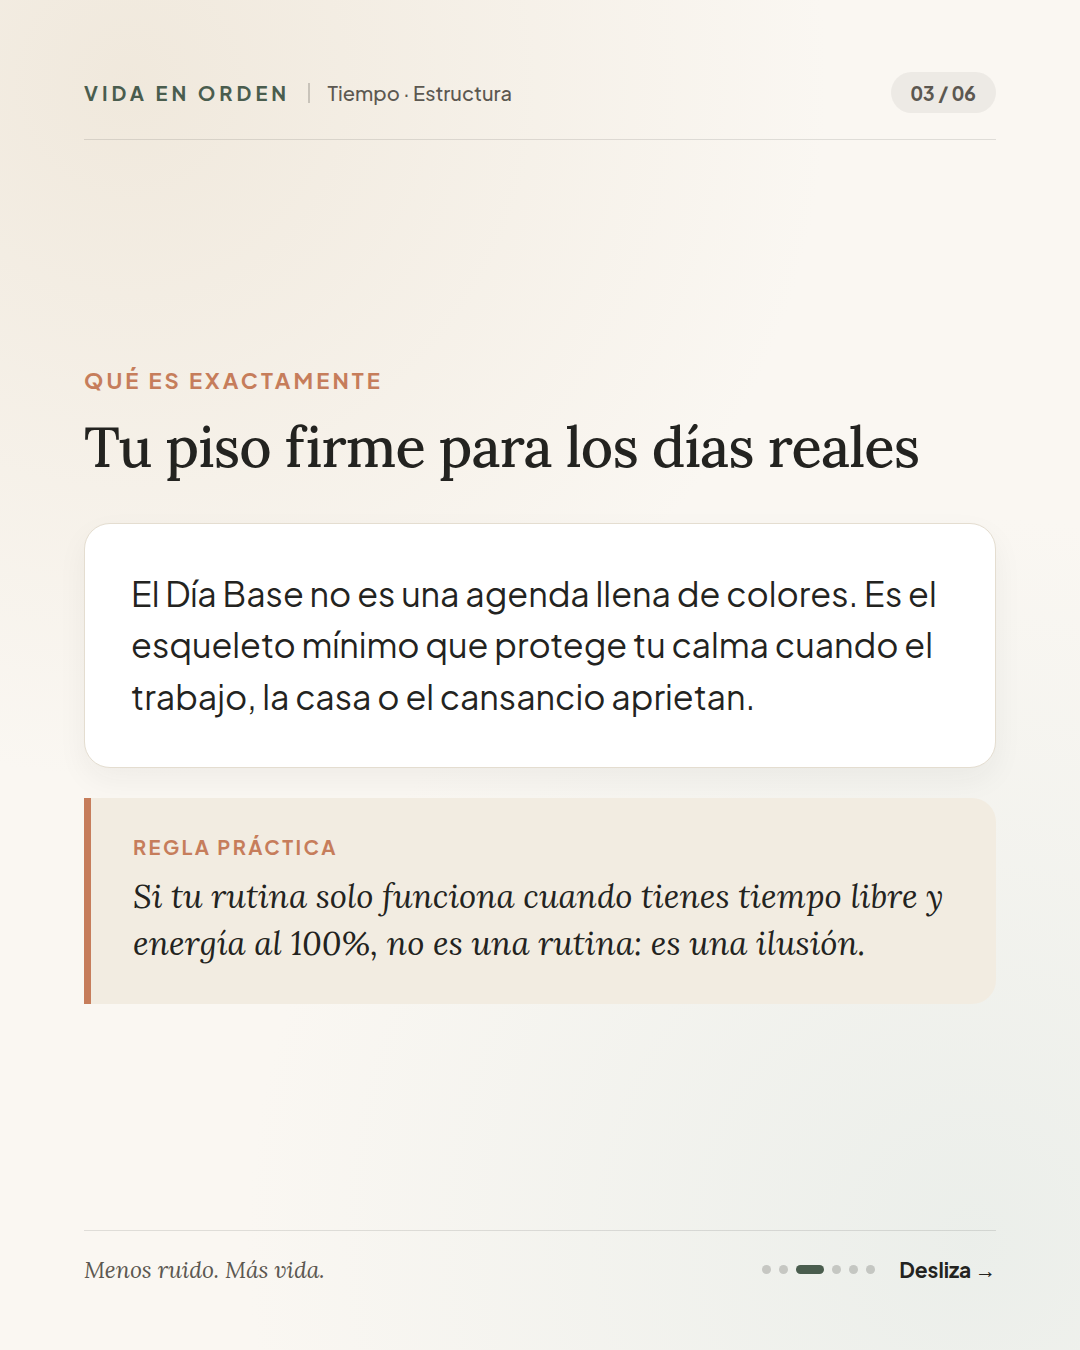 VIDA EN ORDEN | Tiempo · Estructura
03 / 06
QUÉ ES EXACTAMENTE
Tu piso firme para los días reales
El Día Base no es una agenda llena de colores. Es el
esqueleto mínimo que protege tu calma cuando el
trabajo, la casa o el cansancio aprietan.
REGLA PRÁCTICA
Si tu rutina solo funciona cuando tienes tiempo libre y
energía al 100%, no es una rutina: es una ilusión.
Menos ruido. Más vida.
Desliza →